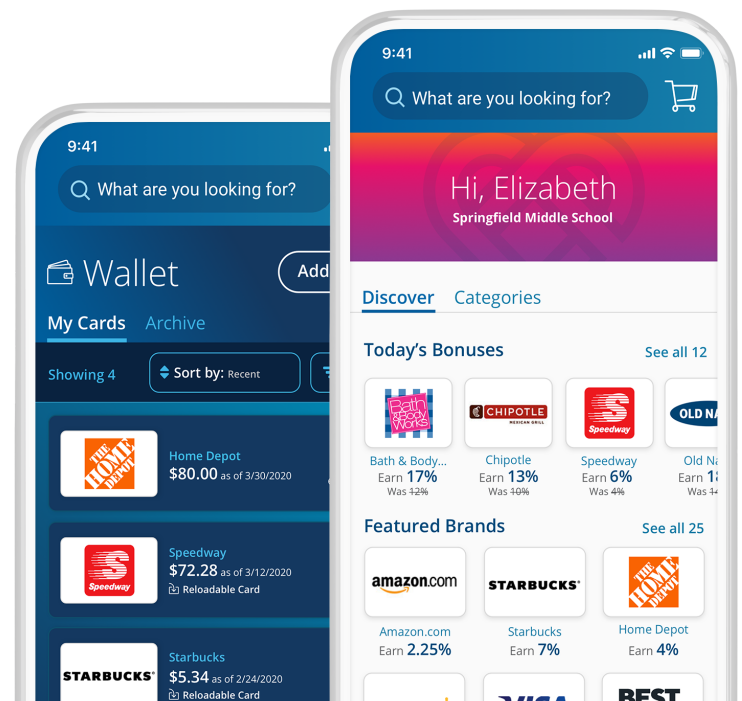 9:41
What are you looking for?
Wallet
Add
My Cards
Archive
Showing 4
Sort by: Recent
THE HOME DEPOT
Home Depot
$80.00 as of 3/30/2020
Speedway
Speedway
$72.28 as of 3/12/2020
Reloadable Card
STARBUCKS
Starbucks
$5.34 as of 2/24/2020
Reloadable Card
9:41
What are you looking for?
Hi, Elizabeth
Springfield Middle School
Discover
Categories
Today’s Bonuses
See all 12
Bath & Body Works
CHIPOTLE
MEXICAN GRILL
Speedway
OLD NA
Bath & Body...
Chipotle
Speedway
Old Na
Earn 17%
Earn 13%
Earn 6%
Earn 1
Was 12%
Was 10%
Was 4%
Was 1
Featured Brands
See all 25
amazon.com
STARBUCKS
THE HOME DEPOT
Amazon.com
Starbucks
Home Depot
Earn 2.25%
Earn 7%
Earn 4%
VISA
BEST